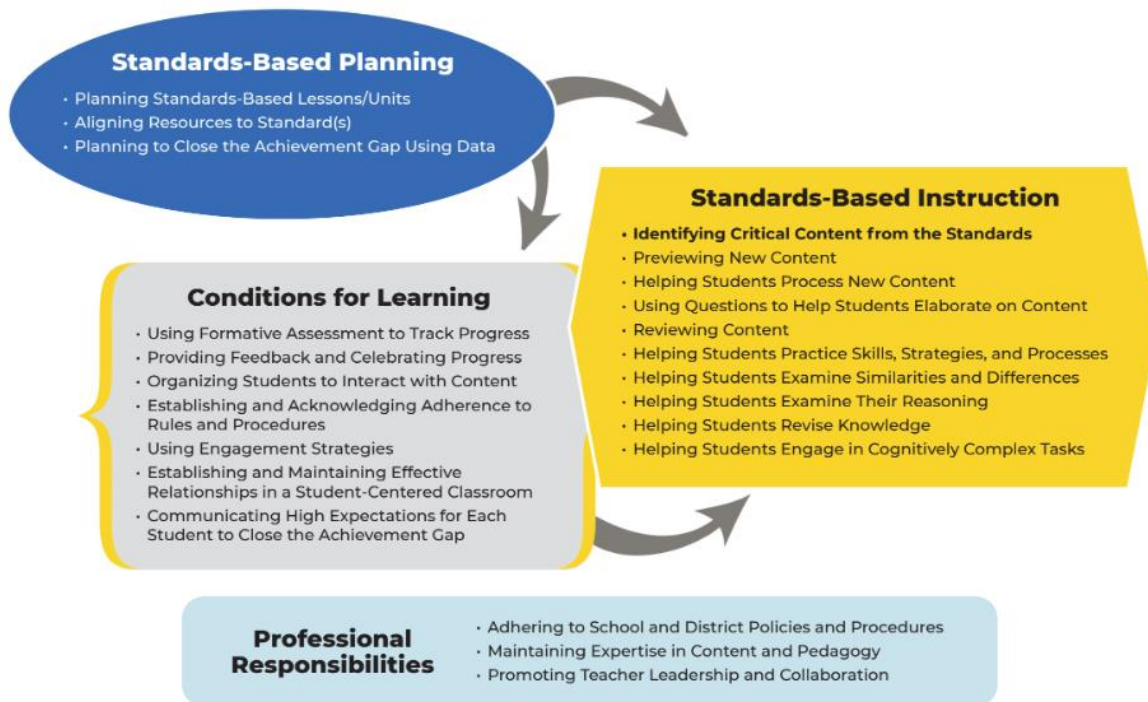 Standards-Based Planning
· Planning Standards-Based Lessons/Units
· Aligning Resources to Standard(s)
· Planning to Close the Achievement Gap Using Data
Standards-Based Instruction
· Identifying Critical Content from the Standards
· Previewing New Content
· Helping Students Process New Content
· Using Questions to Help Students Elaborate on Content
· Reviewing Content
· Helping Students Practice Skills, Strategies, and Processes
· Helping Students Examine Similarities and Differences
· Helping Students Examine Their Reasoning
· Helping Students Revise Knowledge
· Helping Students Engage in Cognitively Complex Tasks
Conditions for Learning
· Using Formative Assessment to Track Progress
· Providing Feedback and Celebrating Progress
· Organizing Students to Interact with Content
· Establishing and Acknowledging Adherence to
Rules and Procedures
· Using Engagement Strategies
· Establishing and Maintaining Effective
Relationships in a Student-Centered Classroom
· Communicating High Expectations for Each
Student to Close the Achievement Gap
Professional
Responsibilities
· Adhering to School and District Policies and Procedures
· Maintaining Expertise in Content and Pedagogy
· Promoting Teacher Leadership and Collaboration